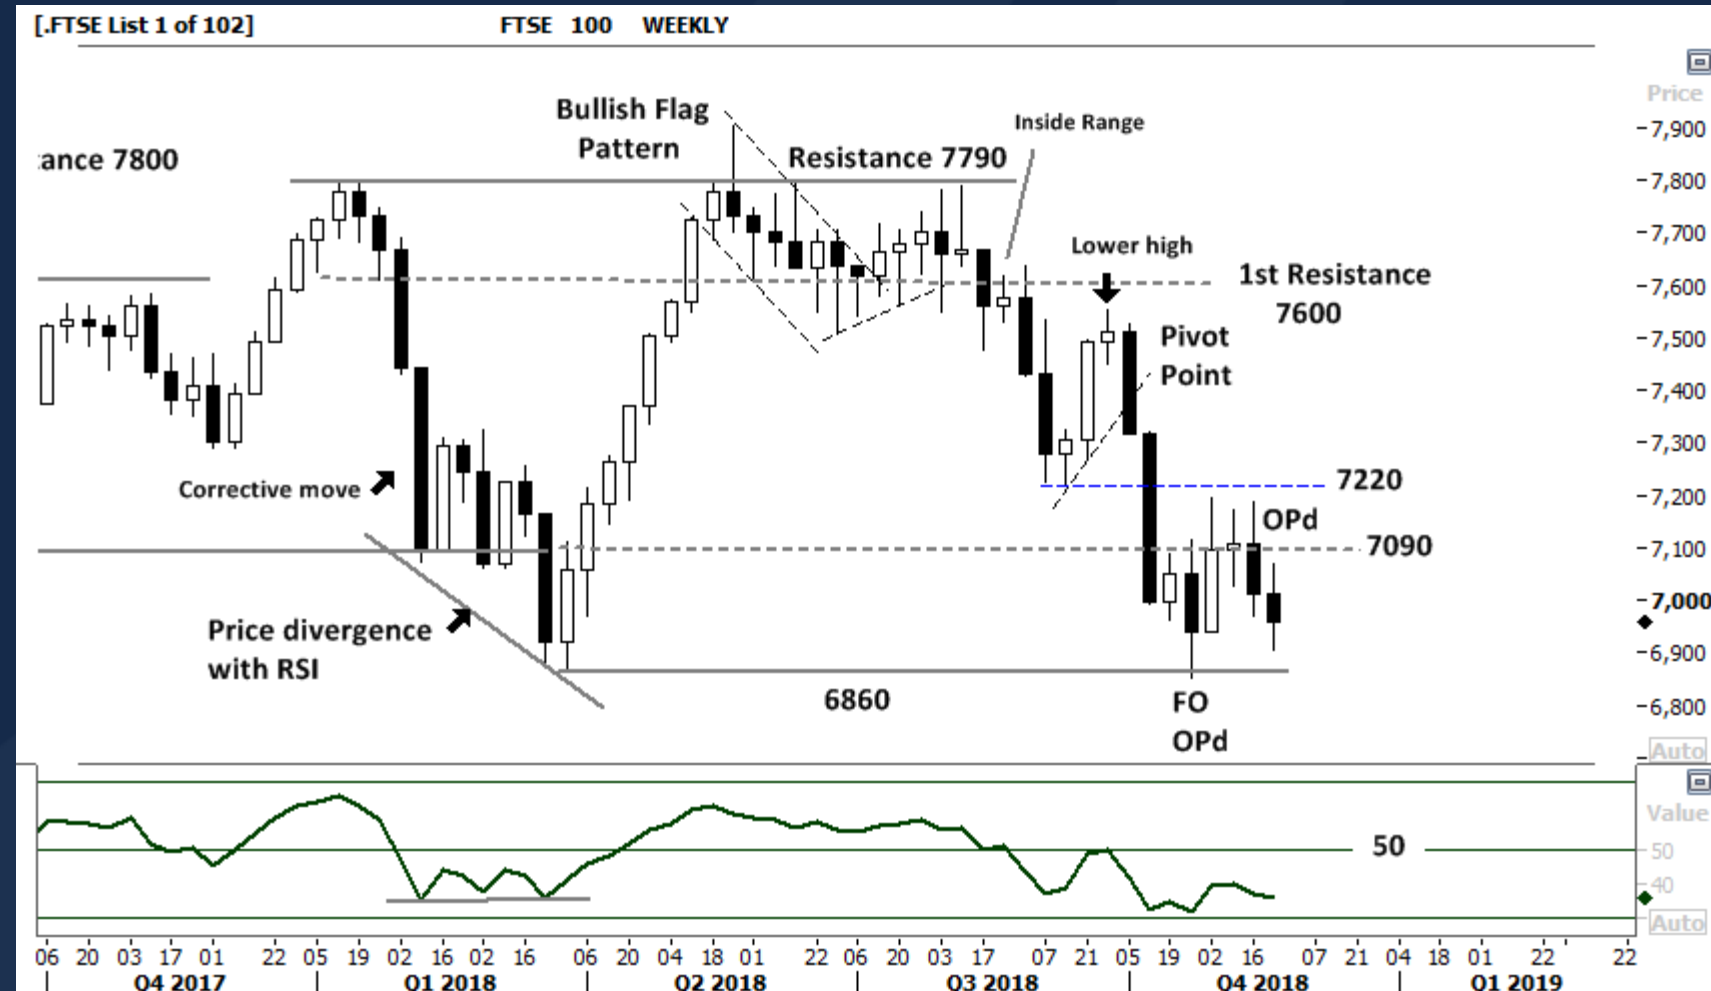 [.FTSE List 1 of 102] FTSE 100 WEEKLY
Price
Bullish Flag
Pattern
Inside Range
7,900
ance 7800
Resistance 7790
7,800
7,700
Lower high
1st Resistance
7600
7,600
Pivot
Point
7,500
7,400
7,300
Corrective move
7220
7,200
OPd
7090
7,100
Price divergence
with RSI
7,000
6,900
6860
FO
OPd
6,800
Auto
Value
50
50
40
Auto
06 20 03 17 01 22 05 19 02 16 02 16 06 20 04 18 01 22 06 20 03 17 07 21 05 19 02 16 07 21 04 18 01 22 22
Q4 2017 Q1 2018 Q2 2018 Q3 2018 Q4 2018 Q1 2019